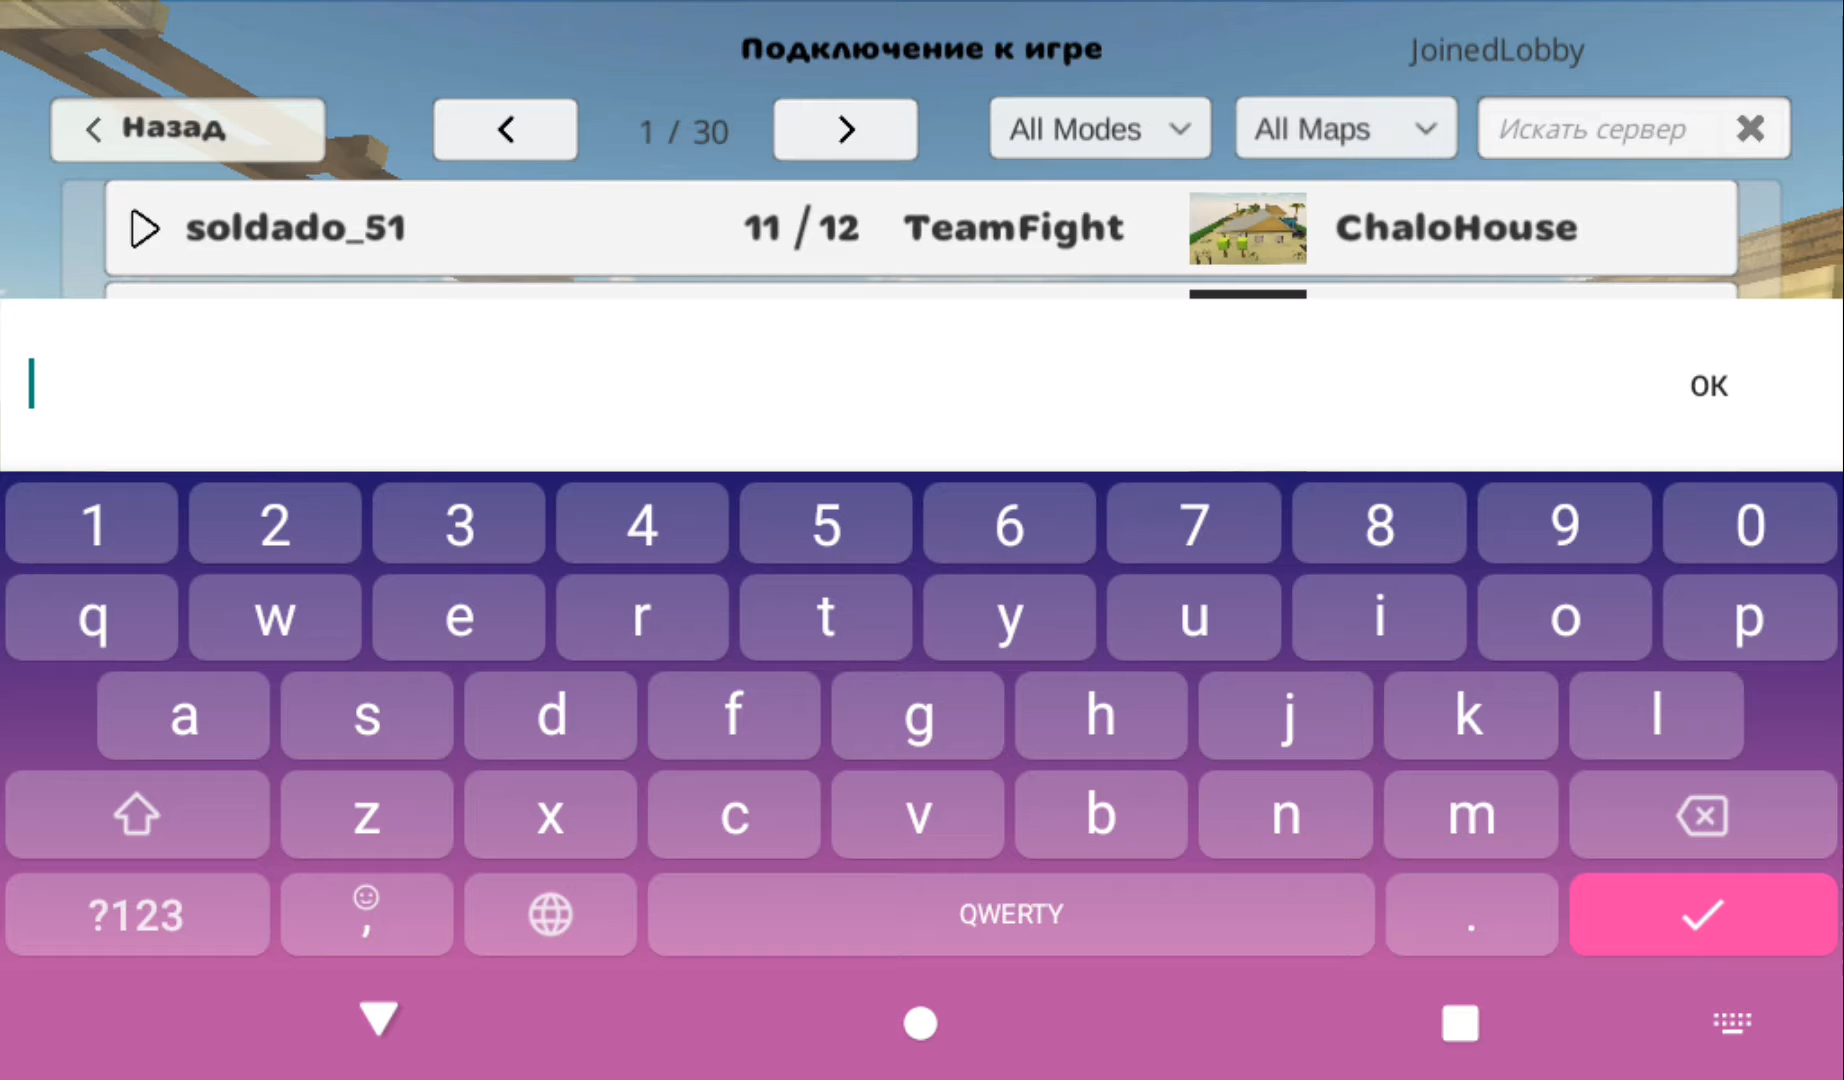 Подключение к игре
JoinedLobby
Назад
1 / 30
All Modes
All Maps
Искать сервер
soldado_51
11 / 12
TeamFight
ChaloHouse
OK
1 2 3 4 5 6 7 8 9 0
q w e r t y u i o p
a s d f g h j k l
z x c v b n m
?123 , QWERTY .